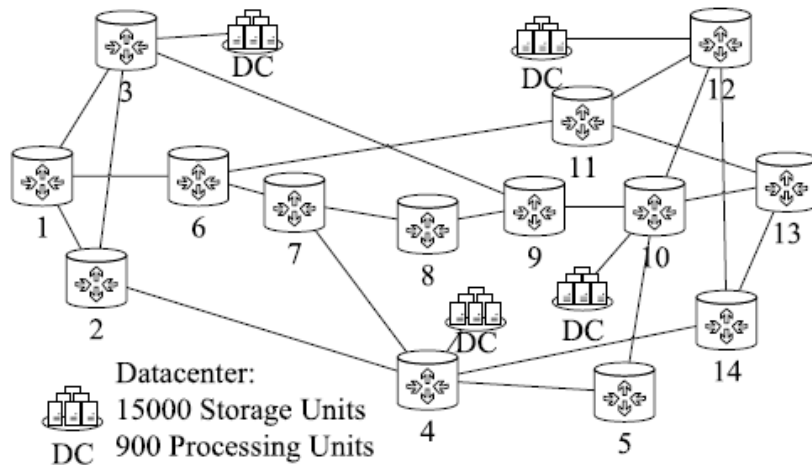 DC
DC
3
12
11
1
6
13
7
9
10
8
2
DC
DC
14
Datacenter:
15000 Storage Units
4
5
DC
900 Processing Units